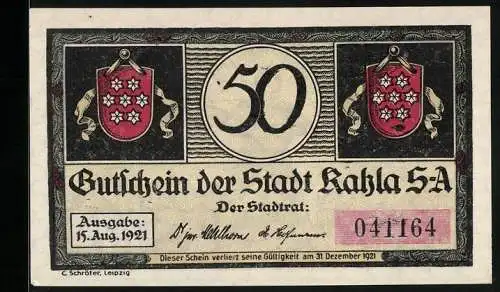 50
Gutschein der Stadt Kahla S-A
Der Stadtrat:
Ausgabe:
15. Aug. 1921
041164
Dieser Schein verliert seine Gültigkeit am 31 Dezember 1921
C. Schröter, Leipzig